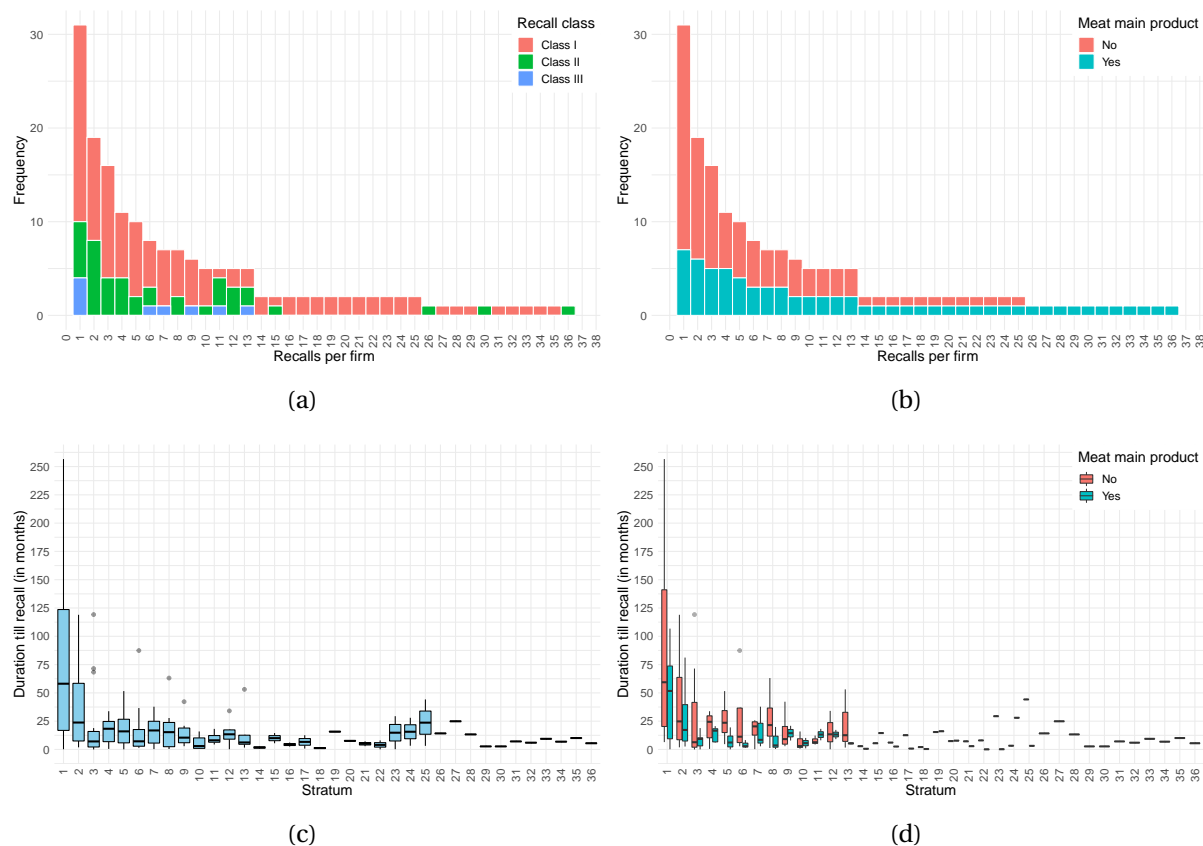 Recall class
Class I
Class II
Class III
30
20
10
0
Frequency
0 1 2 3 4 5 6 7 8 9 10 11 12 13 14 15 16 17 18 19 20 21 22 23 24 25 26 27 28 29 30 31 32 33 34 35 36 38
Recalls per firm
(a)
Meat main product
No
Yes
30
20
10
0
Frequency
0 1 2 3 4 5 6 7 8 9 10 11 12 13 14 15 16 17 18 19 20 21 22 23 24 25 26 27 28 29 30 31 32 33 34 35 36 38
Recalls per firm
(b)
250
225
200
175
150
125
100
75
50
25
0
Duration till recall (in months)
1 2 3 4 5 6 7 8 9 10 11 12 13 14 15 16 17 18 19 20 21 22 23 24 25 26 27 28 29 30 31 32 33 34 35 36
Stratum
(c)
Meat main product
No
Yes
250
225
200
175
150
125
100
75
50
25
0
Duration till recall (in months)
1 2 3 4 5 6 7 8 9 10 11 12 13 14 15 16 17 18 19 20 21 22 23 24 25 26 27 28 29 30 31 32 33 34 35 36
Stratum
(d)